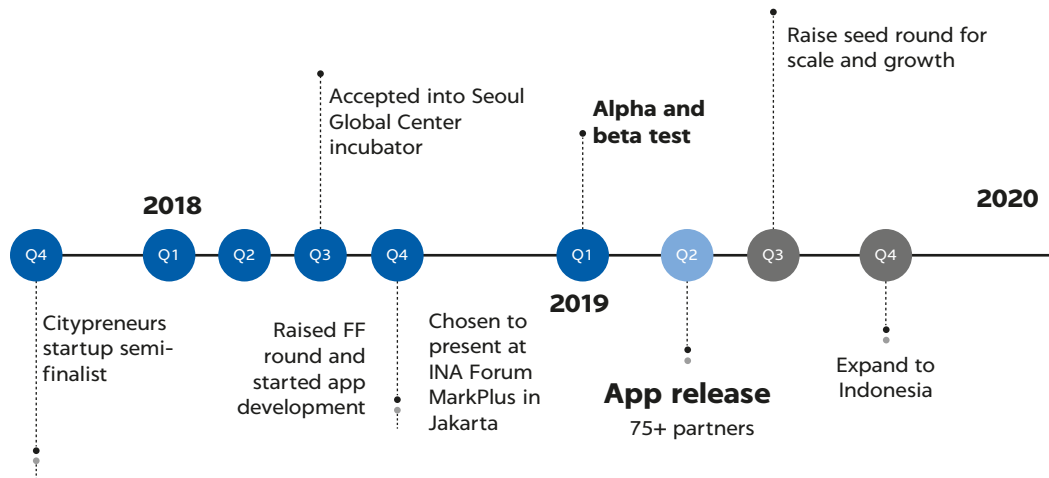 Raise seed round for
scale and growth
Accepted into Seoul
Global Center
incubator
Alpha and
beta test
2018
2020
Q4
Q1
Q2
Q3
Q4
Q1
Q2
Q3
Q4
2019
Citypreneurs
startup semi-
finalist
Raised FF
round and
started app
development
Chosen to
present at
INA Forum
MarkPlus in
Jakarta
App release
75+ partners
Expand to
Indonesia